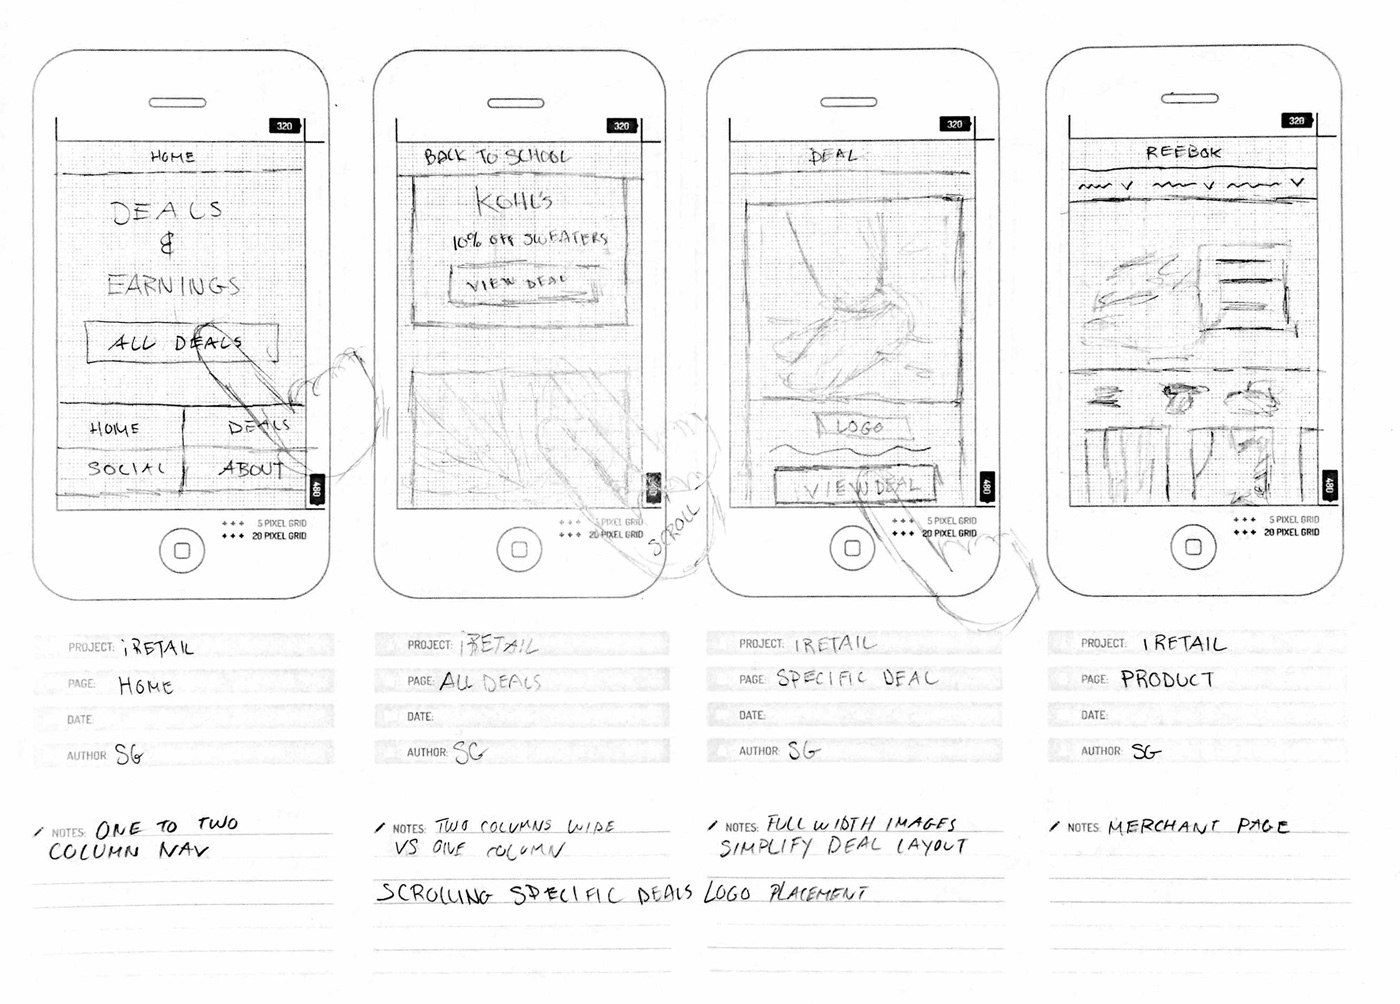 320
HOME
DEALS
&
EARNINGS
ALL DEALS
HOME DEALS
SOCIAL ABOUT
480
5 PIXEL GRID
20 PIXEL GRID
PROJECT: iRETAIL
PAGE: HOME
DATE:
AUTHOR: SG
NOTES: ONE TO TWO
COLUMN NAV
320
BACK TO SCHOOL
KOHL'S
10% OFF SWEATERS
VIEW DEAL
480
SCROLL
5 PIXEL GRID
20 PIXEL GRID
PROJECT: iRETAIL
PAGE: ALL DEALS
DATE:
AUTHOR: SG
NOTES: TWO COLUMNS WIDE
VS ONE COLUMN
SCROLLING SPECIFIC DEALS
320
DEAL
LOGO
VIEW DEAL
480
5 PIXEL GRID
20 PIXEL GRID
PROJECT: iRETAIL
PAGE: SPECIFIC DEAL
DATE:
AUTHOR: SG
NOTES: FULL WIDTH IMAGES
SIMPLIFY DEAL LAYOUT
LOGO PLACEMENT
320
REEBOK
480
5 PIXEL GRID
20 PIXEL GRID
PROJECT: iRETAIL
PAGE: PRODUCT
DATE:
AUTHOR: SG
NOTES: MERCHANT PAGE